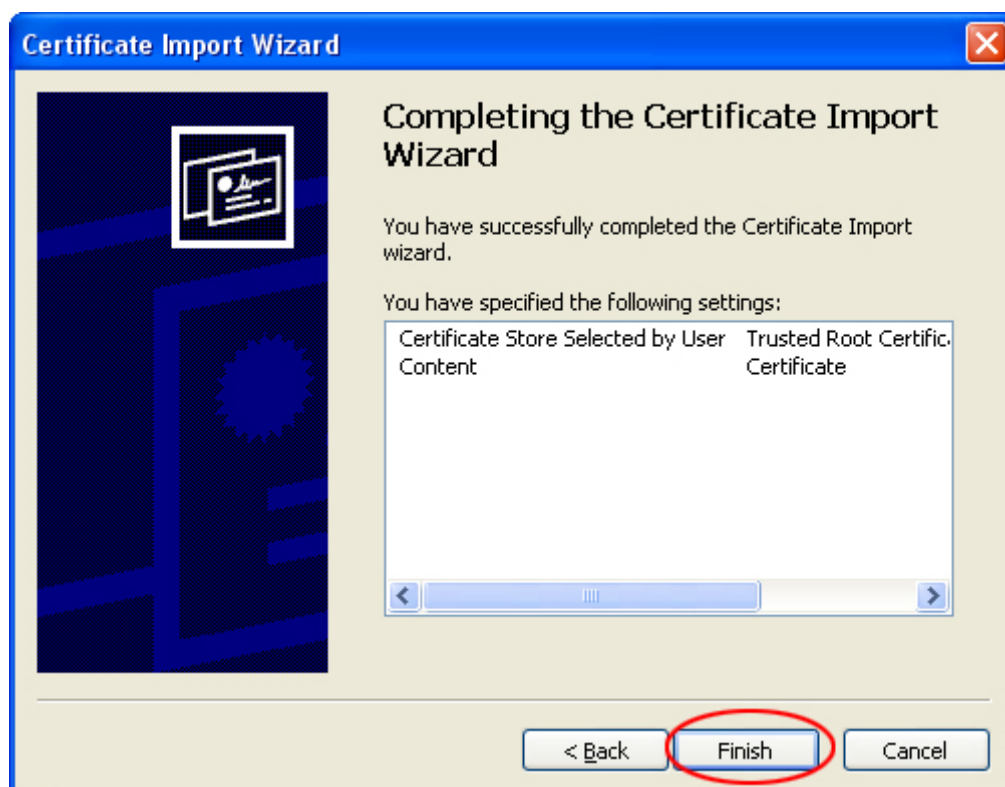 Certificate Import Wizard
Completing the Certificate Import
Wizard
You have successfully completed the Certificate Import
wizard.
You have specified the following settings:
Certificate Store Selected by User Trusted Root Certific
Content Certificate
< Back Finish Cancel